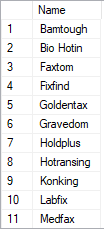 Name
1 Bamtough
2 Bio Hotin
3 Faxtom
4 Fixfind
5 Goldentax
6 Gravedom
7 Holdplus
8 Hotransing
9 Konking
10 Labfix
11 Medfax